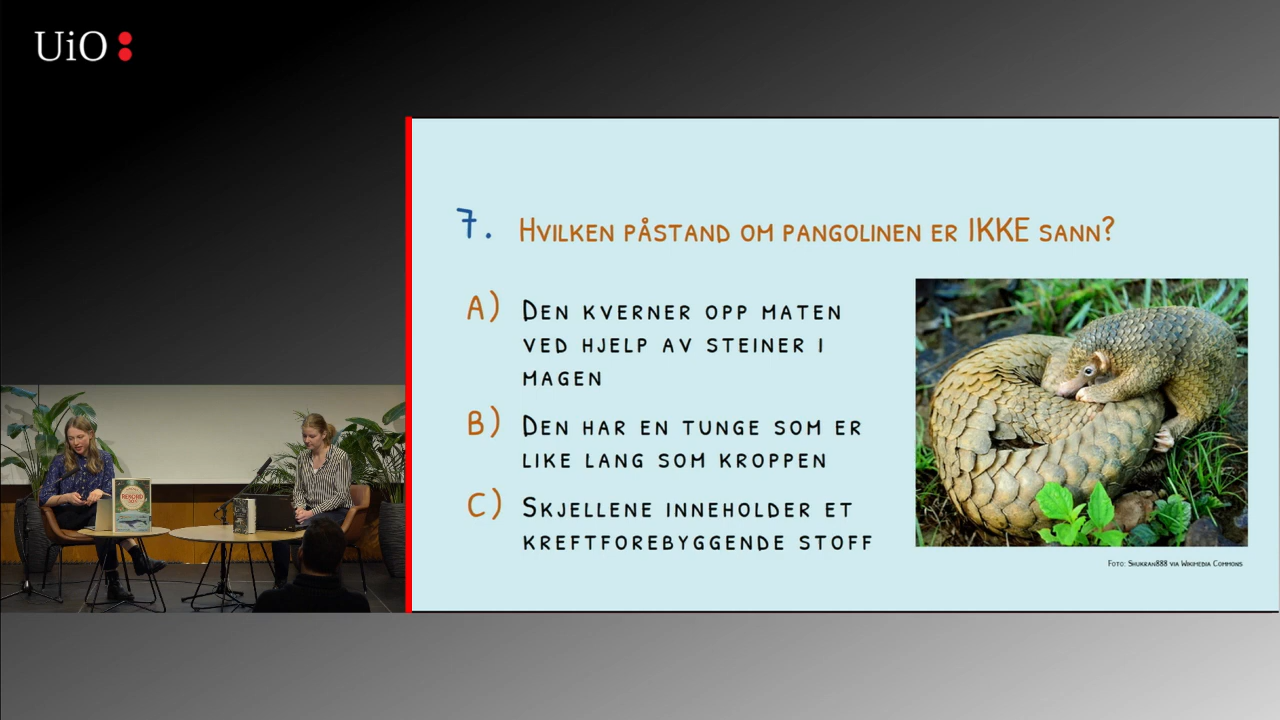 UiO
7. Hvilken påstand om pangolinen er IKKE sann?
A) Den kverner opp maten
ved hjelp av steiner i
magen
B) Den har en tunge som er
like lang som kroppen
C) Skjellene inneholder et
kreftforebyggende stoff
Foto: Shukran888 via Wikimedia Commons
REKORD